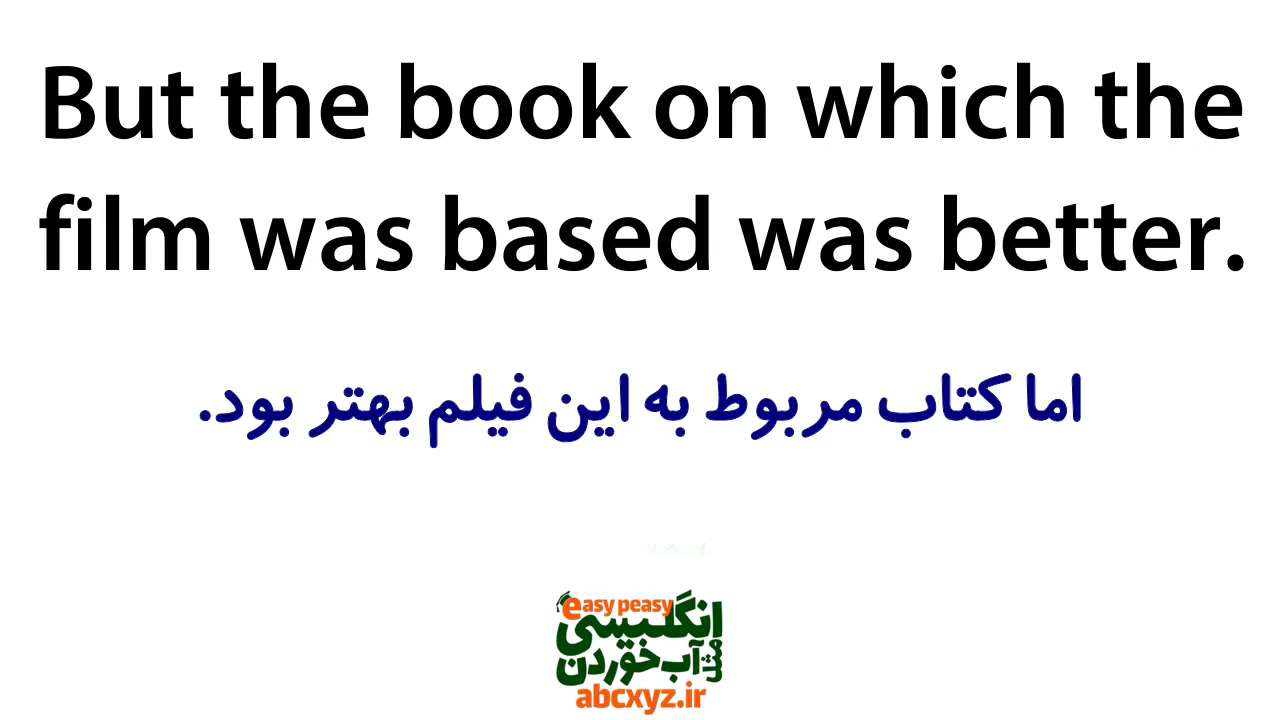 But the book on which the
film was based was better.
اما کتاب مربوط به این فیلم بهتر بود.
easy peasy
انگلیسی
مثل آب خوردن
abcxyz.ir